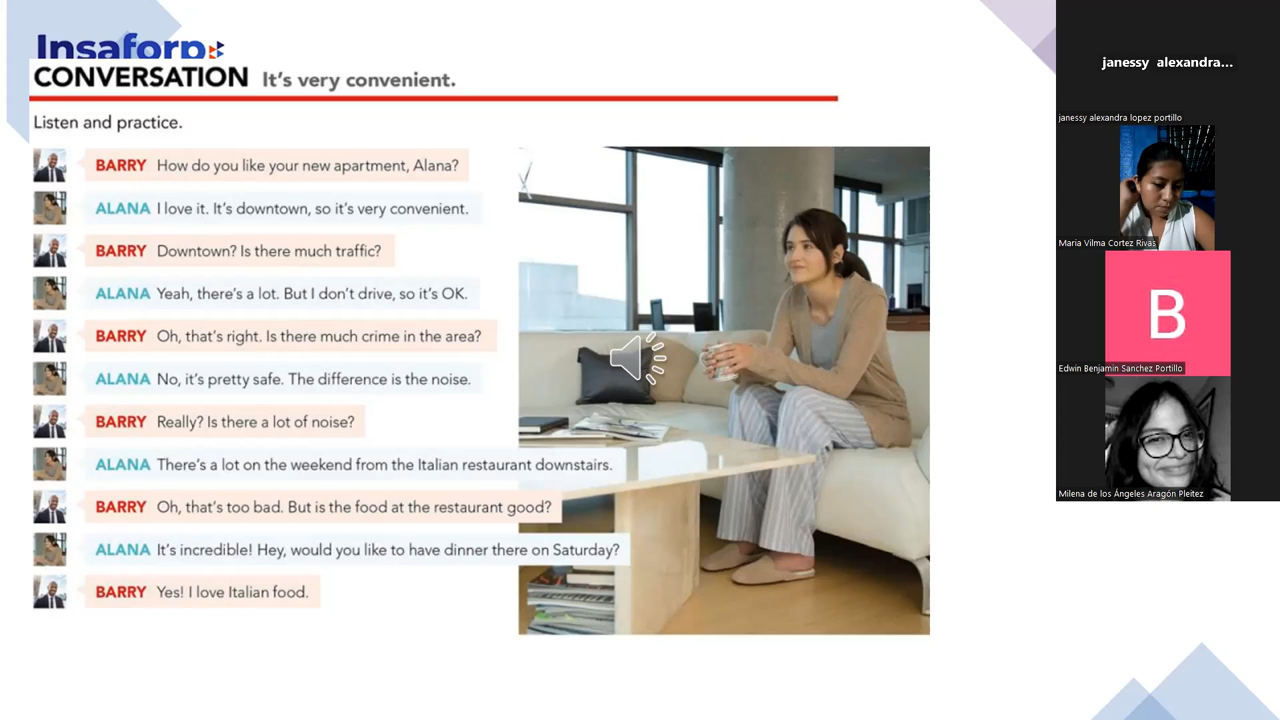 Insaforp
CONVERSATION It's very convenient.
Listen and practice.
BARRY How do you like your new apartment, Alana?
ALANA I love it. It's downtown, so it's very convenient.
BARRY Downtown? Is there much traffic?
ALANA Yeah, there's a lot. But I don't drive, so it's OK.
BARRY Oh, that's right. Is there much crime in the area?
ALANA No, it's pretty safe. The difference is the noise.
BARRY Really? Is there a lot of noise?
ALANA There's a lot on the weekend from the Italian restaurant downstairs.
BARRY Oh, that's too bad. But is the food at the restaurant good?
ALANA It's incredible! Hey, would you like to have dinner there on Saturday?
BARRY Yes! I love Italian food.
janessy alexandra...
janessy alexandra lopez portillo
Maria Vilma Cortez Rivas
B
Edwin Benjamin Sanchez Portillo
Milena de los Ángeles Aragón Pleitez